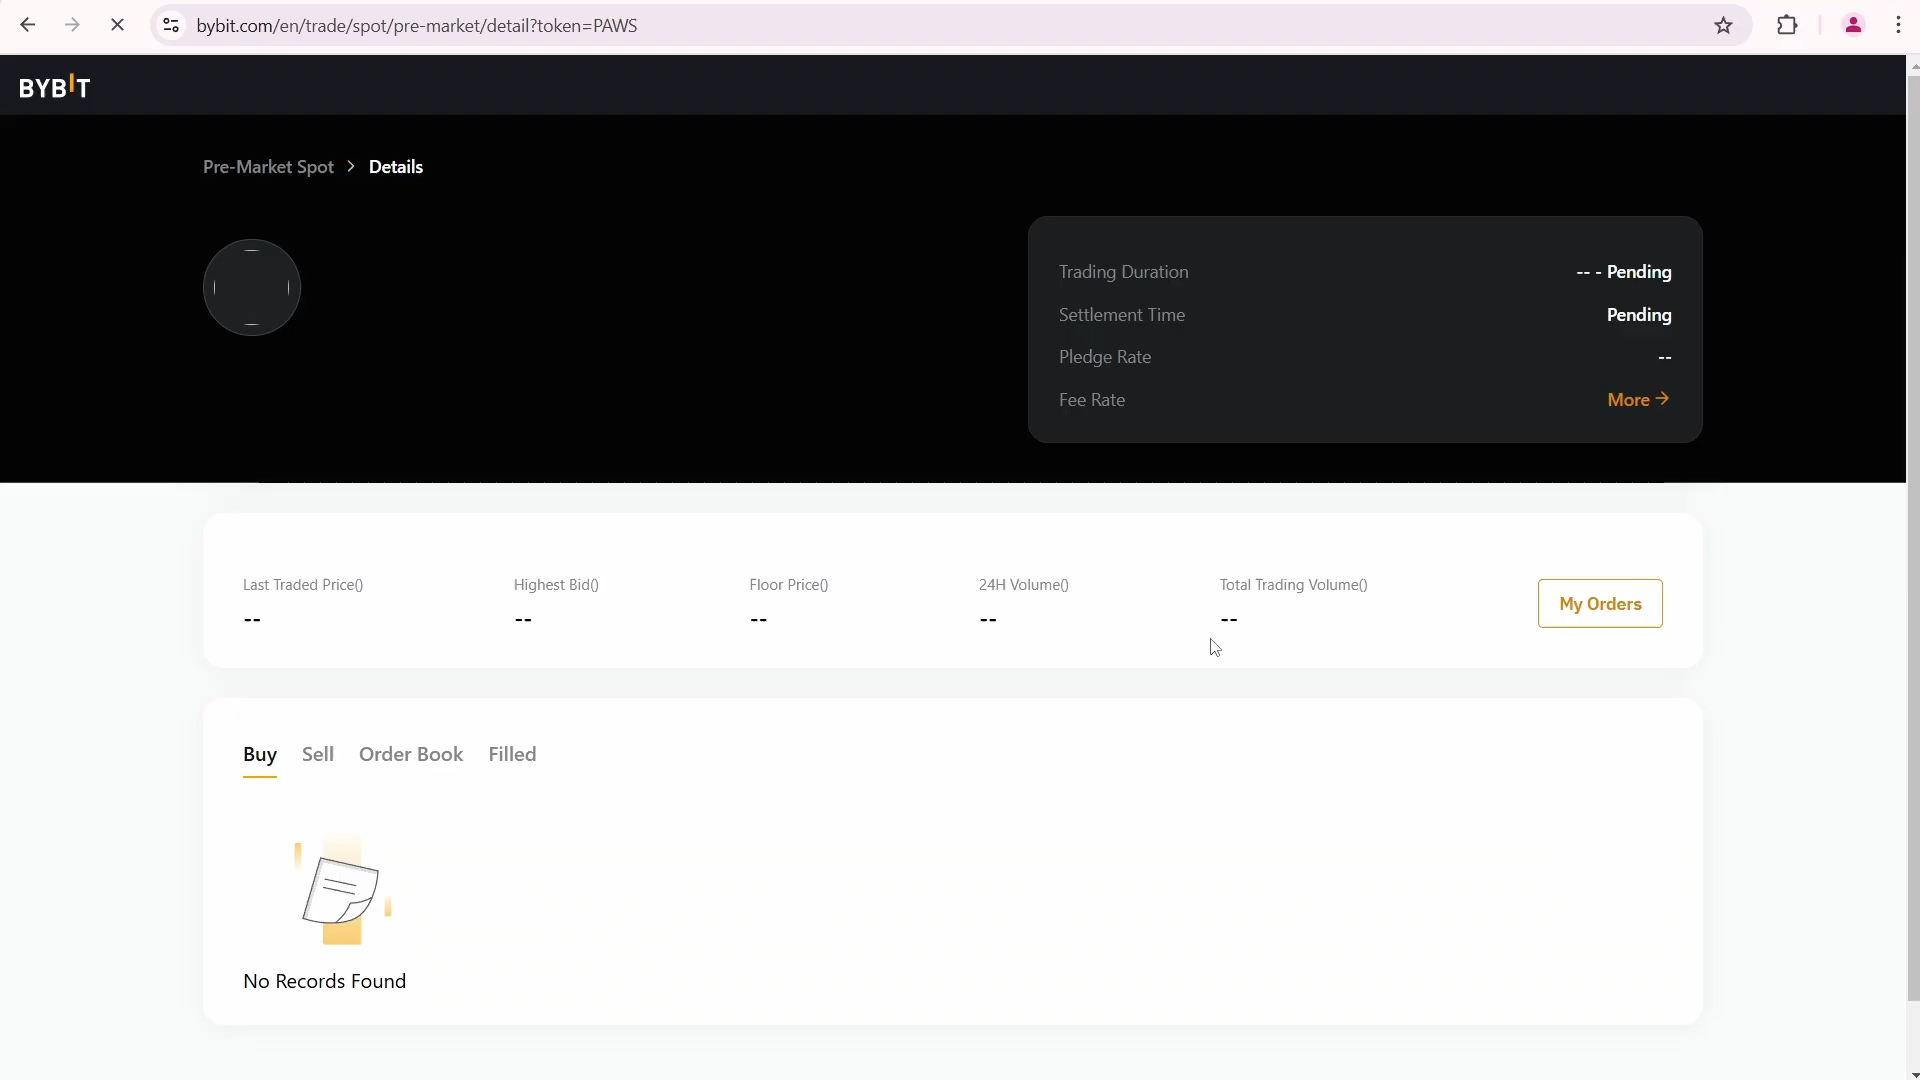 bybit.com/en/trade/spot/pre-market/detail?token=PAWS
BYBIT
Pre-Market Spot > Details
Trading Duration -- - Pending
Settlement Time Pending
Pledge Rate --
Fee Rate More →
Last Traded Price() Highest Bid() Floor Price() 24H Volume() Total Trading Volume()
-- -- -- -- --
My Orders
Buy Sell Order Book Filled
No Records Found